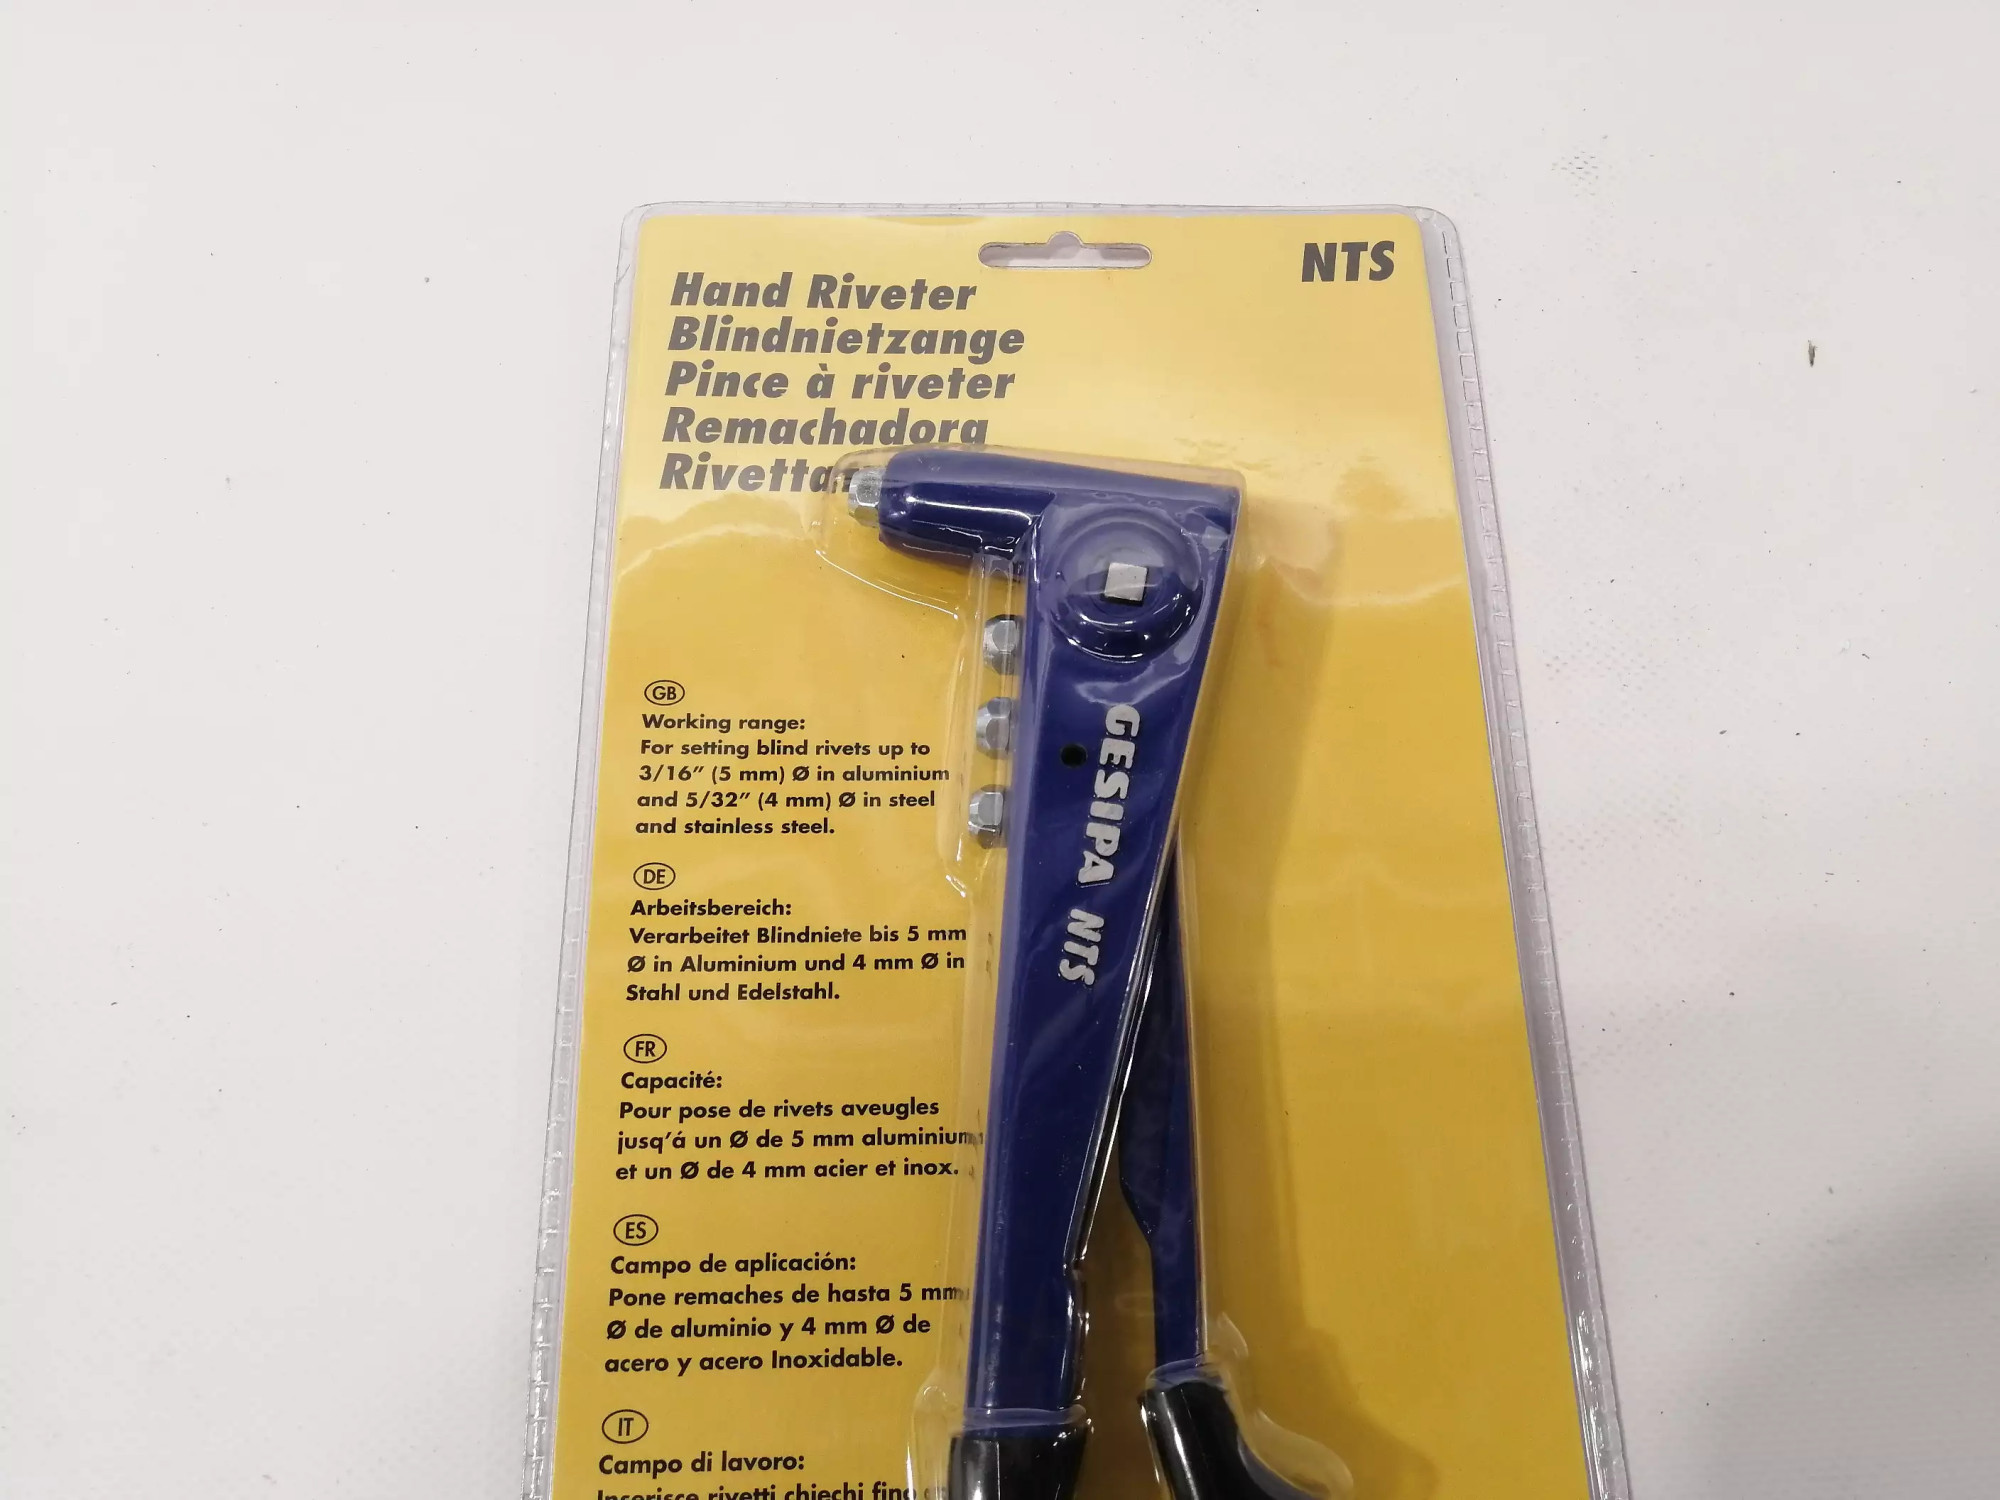 NTS
Hand Riveter
Blindnietzange
Pince à riveter
Remachadora
GB
Working range:
For setting blind rivets up to
3/16" (5 mm) Ø in aluminium
and 5/32" (4 mm) Ø in steel
and stainless steel.
DE
Arbeitsbereich:
Verarbeitet Blindniete bis 5 mm
Ø in Aluminium und 4 mm Ø in
Stahl und Edelstahl.
FR
Capacité:
Pour pose de rivets aveugles
jusq'á un Ø de 5 mm aluminium
et un Ø de 4 mm acier et inox.
ES
Campo de aplicación:
Pone remaches de hasta 5 mm
Ø de aluminio y 4 mm Ø de
acero y acero Inoxidable.
IT
Campo di lavoro:
Inserisce rivetti chiechi fino
GESIPA NTS